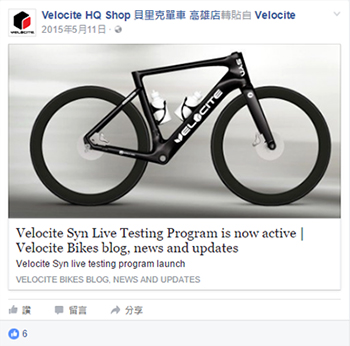 Velocite HQ Shop 貝里克單車 高雄店轉貼自 Velocite
2015年5月11日
VELOCITE
VELOCITE
SYN
Velocite Syn Live Testing Program is now active |
Velocite Bikes blog, news and updates
Velocite Syn live testing program launch
VELOCITE BIKES BLOG, NEWS AND UPDATES
讚 留言 分享
6